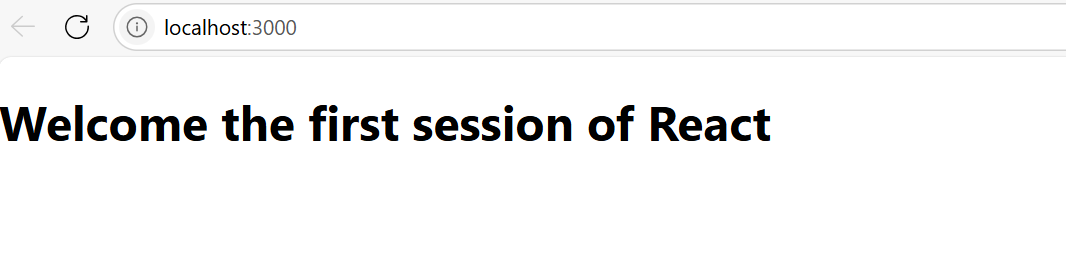 localhost:3000
Welcome the first session of React